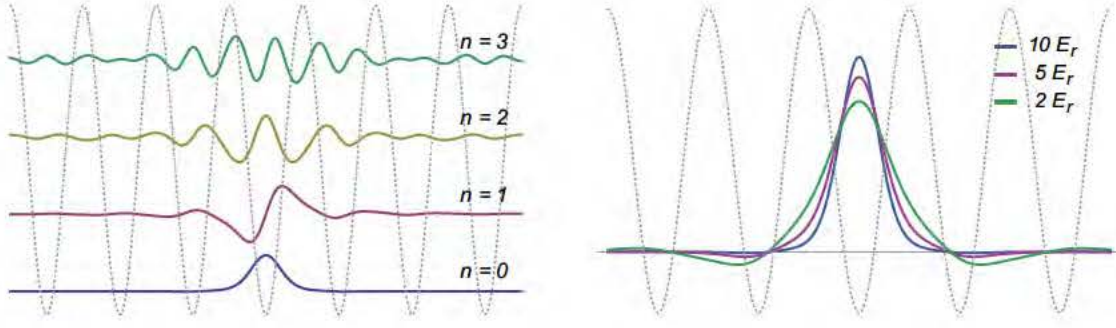 n = 3
n = 2
n = 1
n = 0
10 E_r
5 E_r
2 E_r